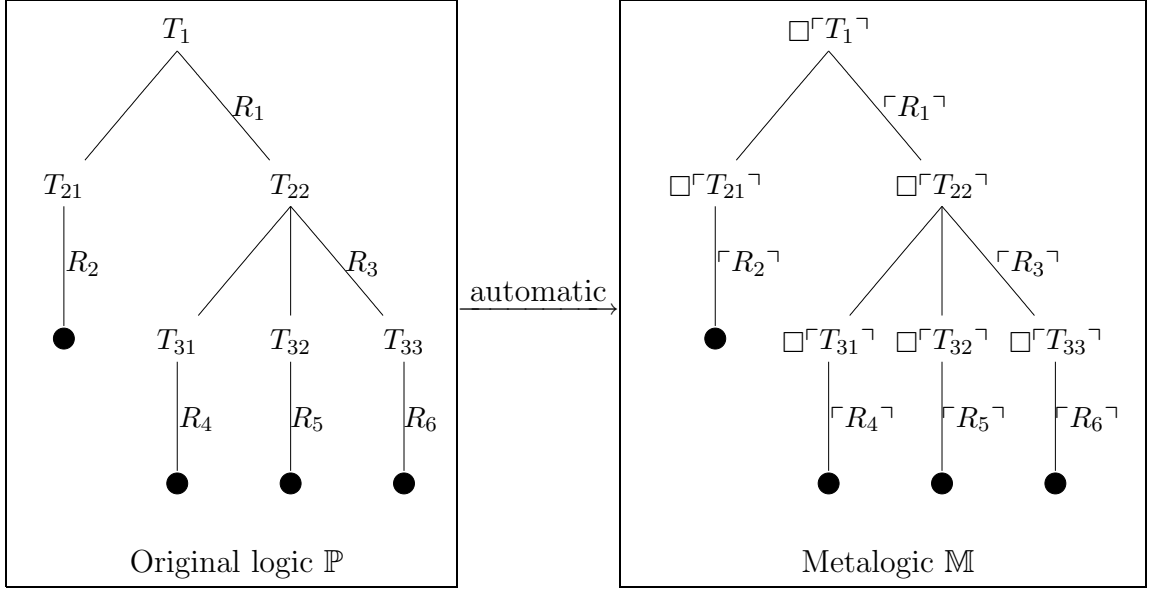 T₁
R₁
T₂₁ T₂₂
R₂ R₃
T₃₁ T₃₂ T₃₃
R₄ R₅ R₆
Original logic ℙ
automatic
□⌜T₁⌝
⌜R₁⌝
□⌜T₂₁⌝ □⌜T₂₂⌝
⌜R₂⌝ ⌜R₃⌝
□⌜T₃₁⌝ □⌜T₃₂⌝ □⌜T₃₃⌝
⌜R₄⌝ ⌜R₅⌝ ⌜R₆⌝
Metalogic 𝕄